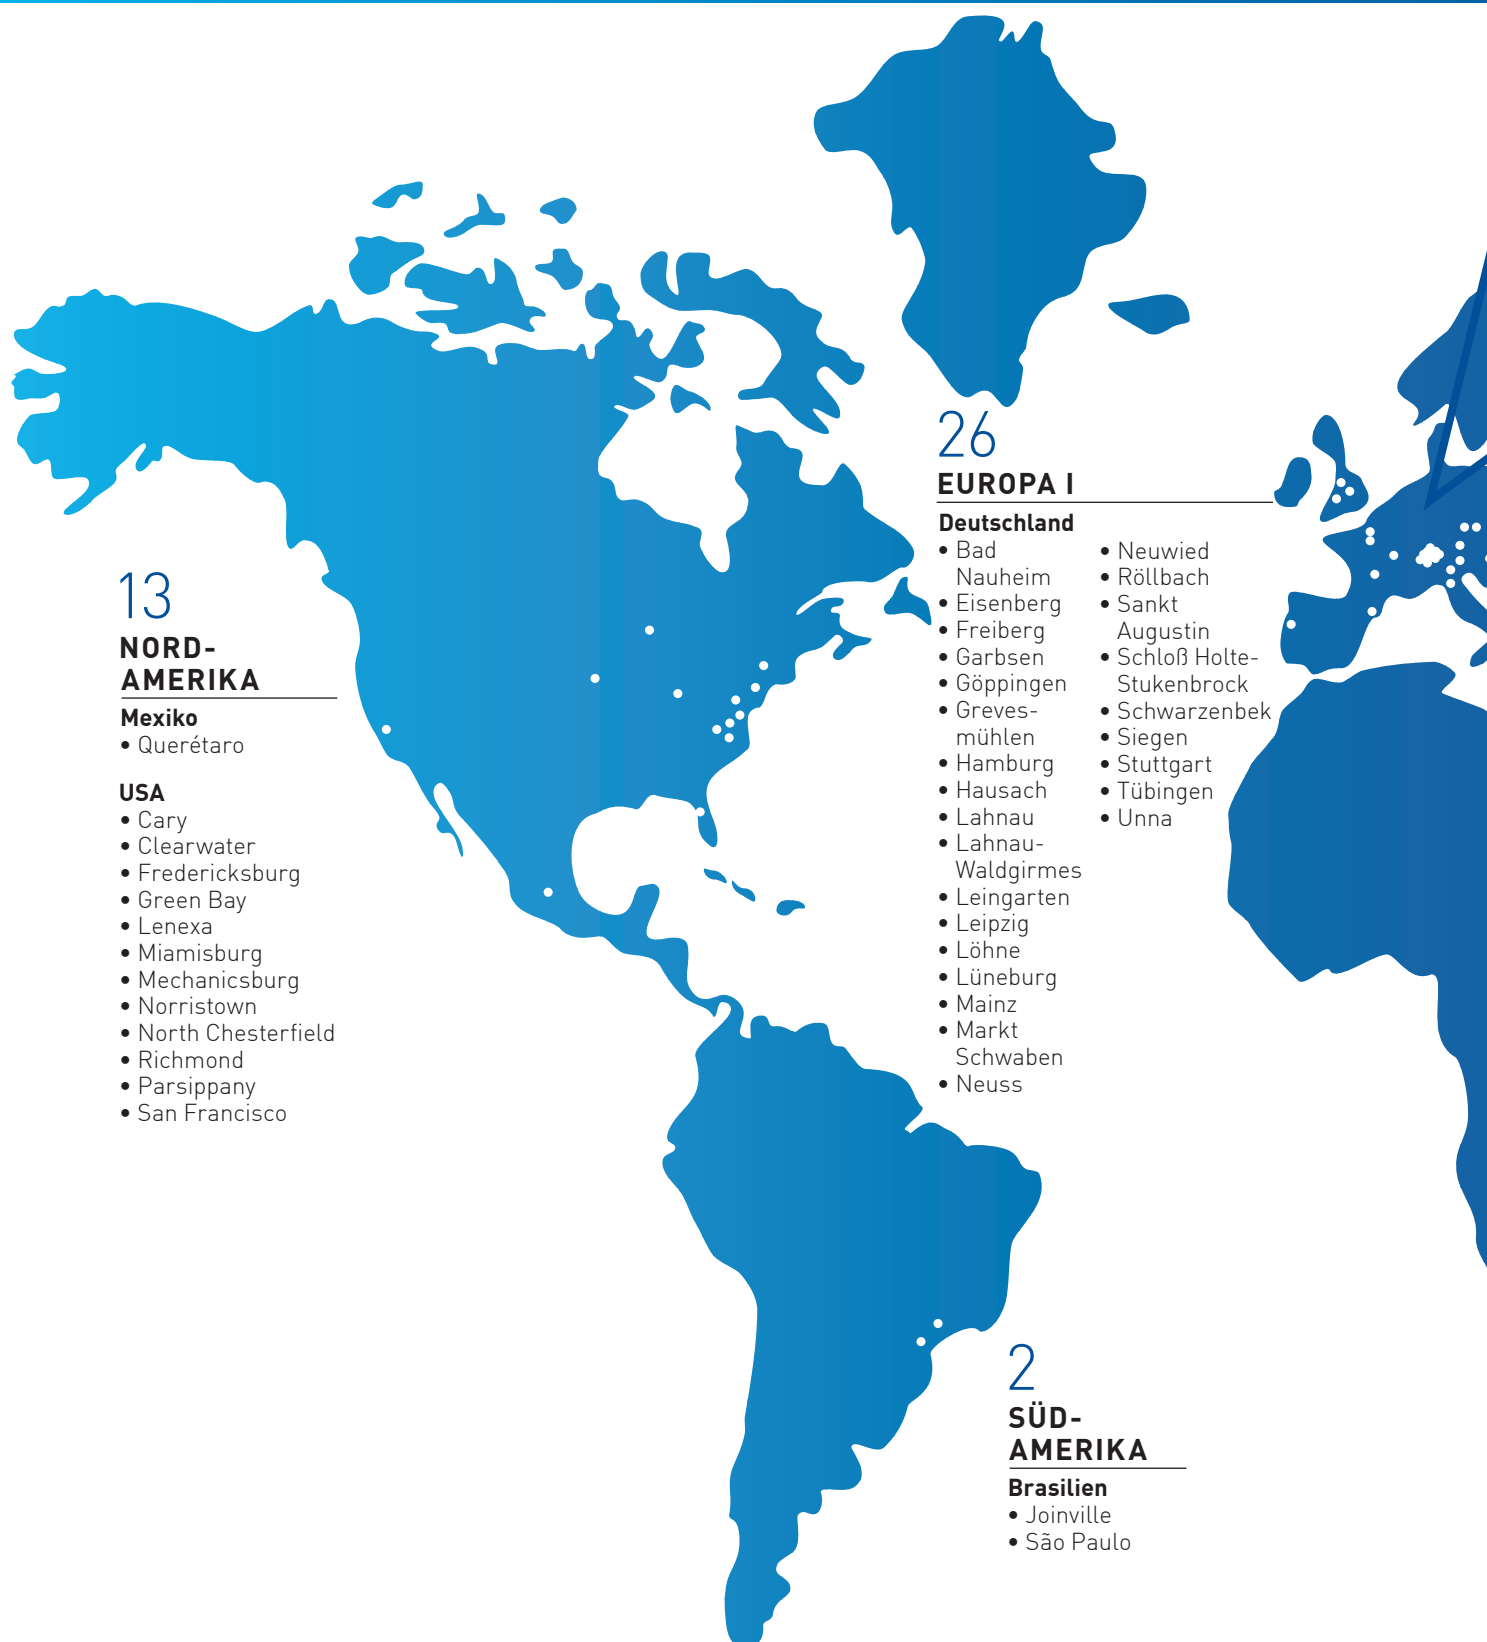 13
NORD-
AMERIKA
Mexiko
• Querétaro
USA
• Cary
• Clearwater
• Fredericksburg
• Green Bay
• Lenexa
• Miamisburg
• Mechanicsburg
• Norristown
• North Chesterfield
• Richmond
• Parsippany
• San Francisco
26
EUROPA I
Deutschland
• Bad
Nauheim
• Eisenberg
• Freiberg
• Garbsen
• Göppingen
• Greves-
mühlen
• Hamburg
• Hausach
• Lahnau
• Lahnau-
Waldgirmes
• Leingarten
• Leipzig
• Löhne
• Lüneburg
• Mainz
• Markt
Schwaben
• Neuss
• Neuwied
• Röllbach
• Sankt
Augustin
• Schloß Holte-
Stukenbrock
• Schwarzenbek
• Siegen
• Stuttgart
• Tübingen
• Unna
2
SÜD-
AMERIKA
Brasilien
• Joinville
• São Paulo